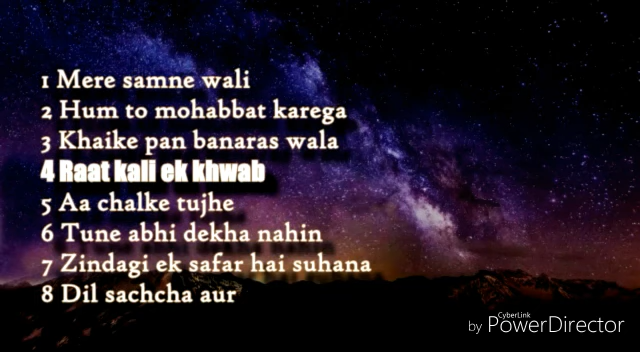 1 Mere samne wali
2 Hum to mohabbat karega
3 Khaike pan banaras wala
4 Raat kali ek khwab
5 Aa chalke tujhe
6 Tune abhi dekha nahin
7 Zindagi ek safar hai suhana
8 Dil sachcha aur
CyberLink
by PowerDirector